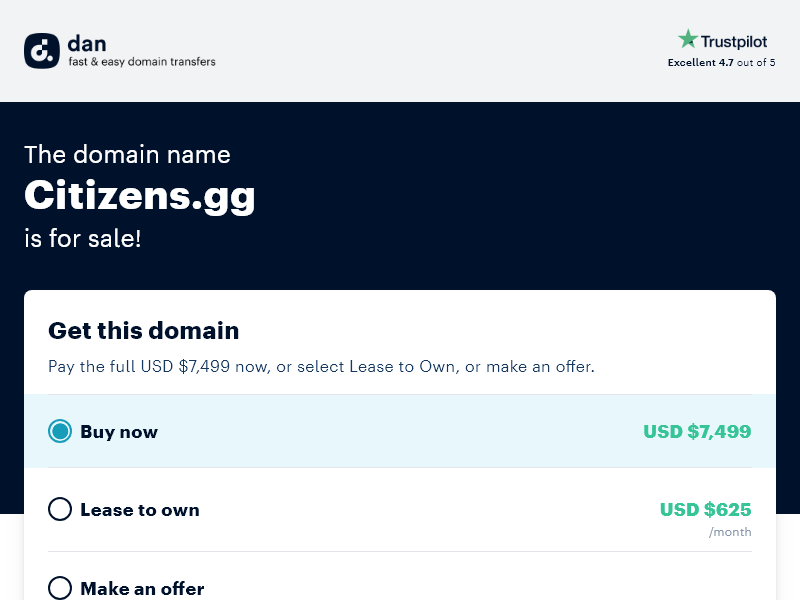 dan
fast & easy domain transfers
Trustpilot
Excellent 4.7 out of 5
The domain name
Citizens.gg
is for sale!
Get this domain
Pay the full USD $7,499 now, or select Lease to Own, or make an offer.
Buy now
USD $7,499
Lease to own
USD $625
/month
Make an offer